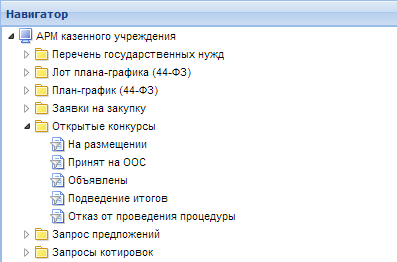 Навигатор
АРМ казенного учреждения
Перечень государственных нужд
Лот плана-графика (44-ФЗ)
План-график (44-ФЗ)
Заявки на закупку
Открытые конкурсы
На размещении
Принят на ООС
Объявлены
Подведение итогов
Отказ от проведения процедуры
Запрос предложений
Запросы котировок